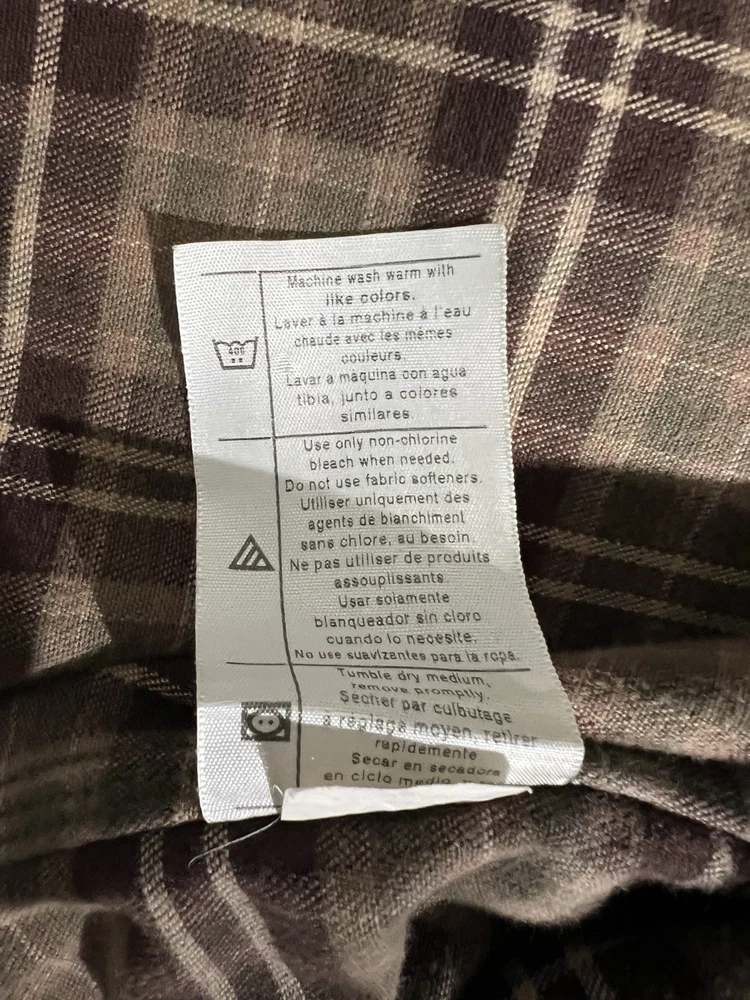 Machine wash warm with
like colors.
Laver à la machine à l'eau
chaude avec les mêmes
couleurs.
Lavar a máquina con agua
tibia, junto a colores
similares.
40C
Use only non-chlorine
bleach when needed.
Do not use fabric softeners.
Utiliser uniquement des
agents de blanchiment
sans chlore, au besoin.
Ne pas utiliser de produits
assouplissants.
Usar solamente
blanqueador sin cloro
cuando lo necesite.
No use suavizantes para la ropa.
Tumble dry medium,
remove promptly.
Sécher par culbutage
à réglage moyen, retirer
rapidemente
Secar en secadora
en ciclo medio,